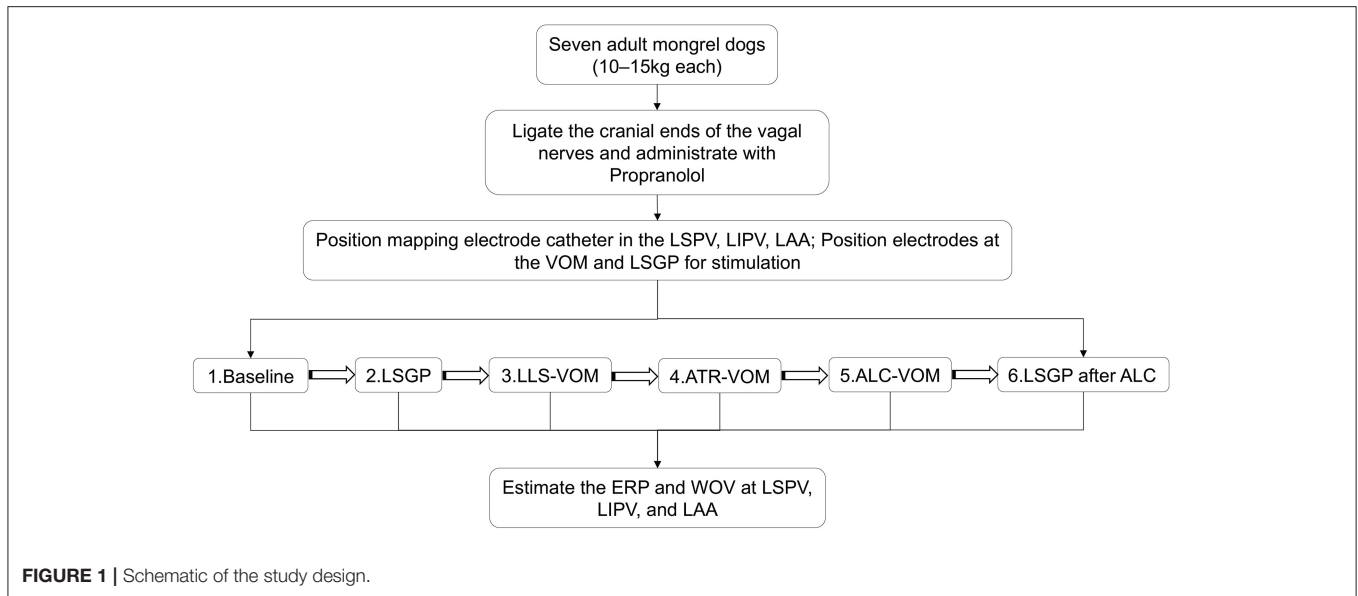 Seven adult mongrel dogs
(10–15kg each)
Ligate the cranial ends of the vagal
nerves and administrate with
Propranolol
Position mapping electrode catheter in the LSPV, LIPV, LAA; Position electrodes at
the VOM and LSGP for stimulation
1.Baseline
2.LSGP
3.LLS-VOM
4.ATR-VOM
5.ALC-VOM
6.LSGP after ALC
Estimate the ERP and WOV at LSPV,
LIPV, and LAA
FIGURE 1 | Schematic of the study design.